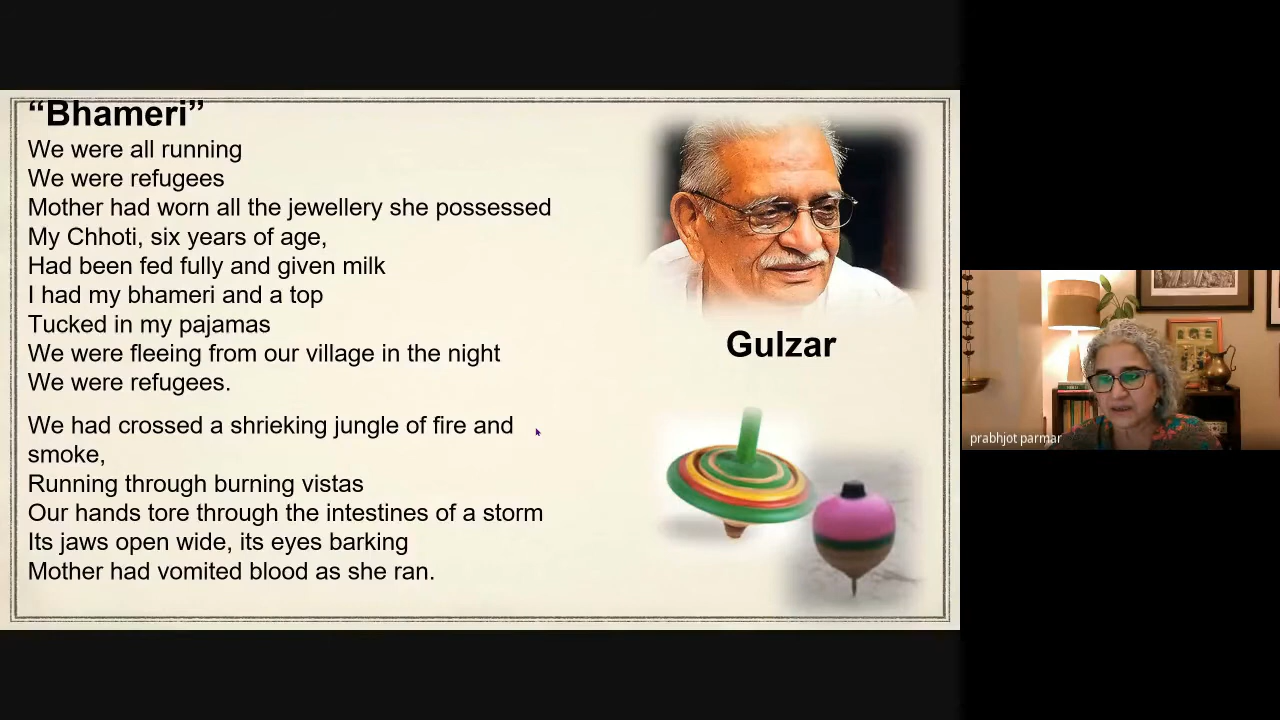 “Bhameri”
We were all running
We were refugees
Mother had worn all the jewellery she possessed
My Chhoti, six years of age,
Had been fed fully and given milk
I had my bhameri and a top
Tucked in my pajamas
We were fleeing from our village in the night
We were refugees.
We had crossed a shrieking jungle of fire and
smoke,
Running through burning vistas
Our hands tore through the intestines of a storm
Its jaws open wide, its eyes barking
Mother had vomited blood as she ran.
Gulzar
prabhjot parmar